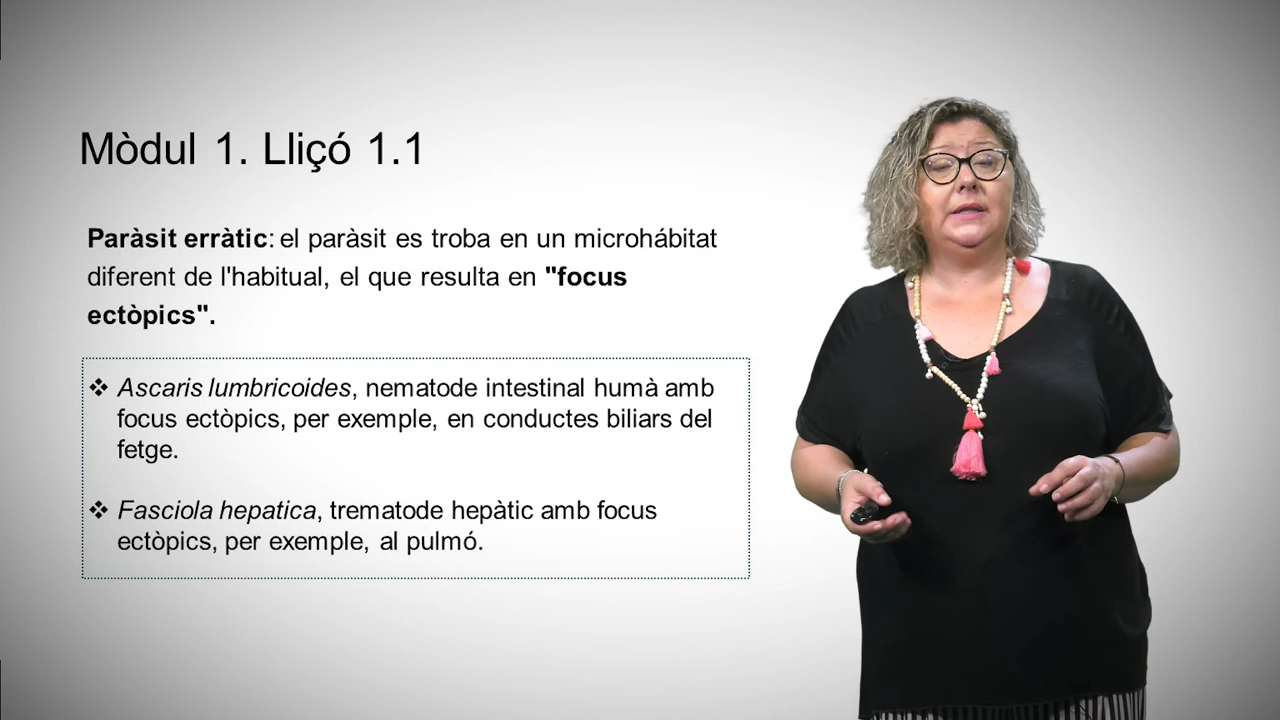 Mòdul 1. Lliçó 1.1
Paràsit erràtic: el paràsit es troba en un microhábitat
diferent de l'habitual, el que resulta en "focus
ectòpics".
❖ Ascaris lumbricoides, nematode intestinal humà amb
focus ectòpics, per exemple, en conductes biliars del
fetge.
❖ Fasciola hepatica, trematode hepàtic amb focus
ectòpics, per exemple, al pulmó.